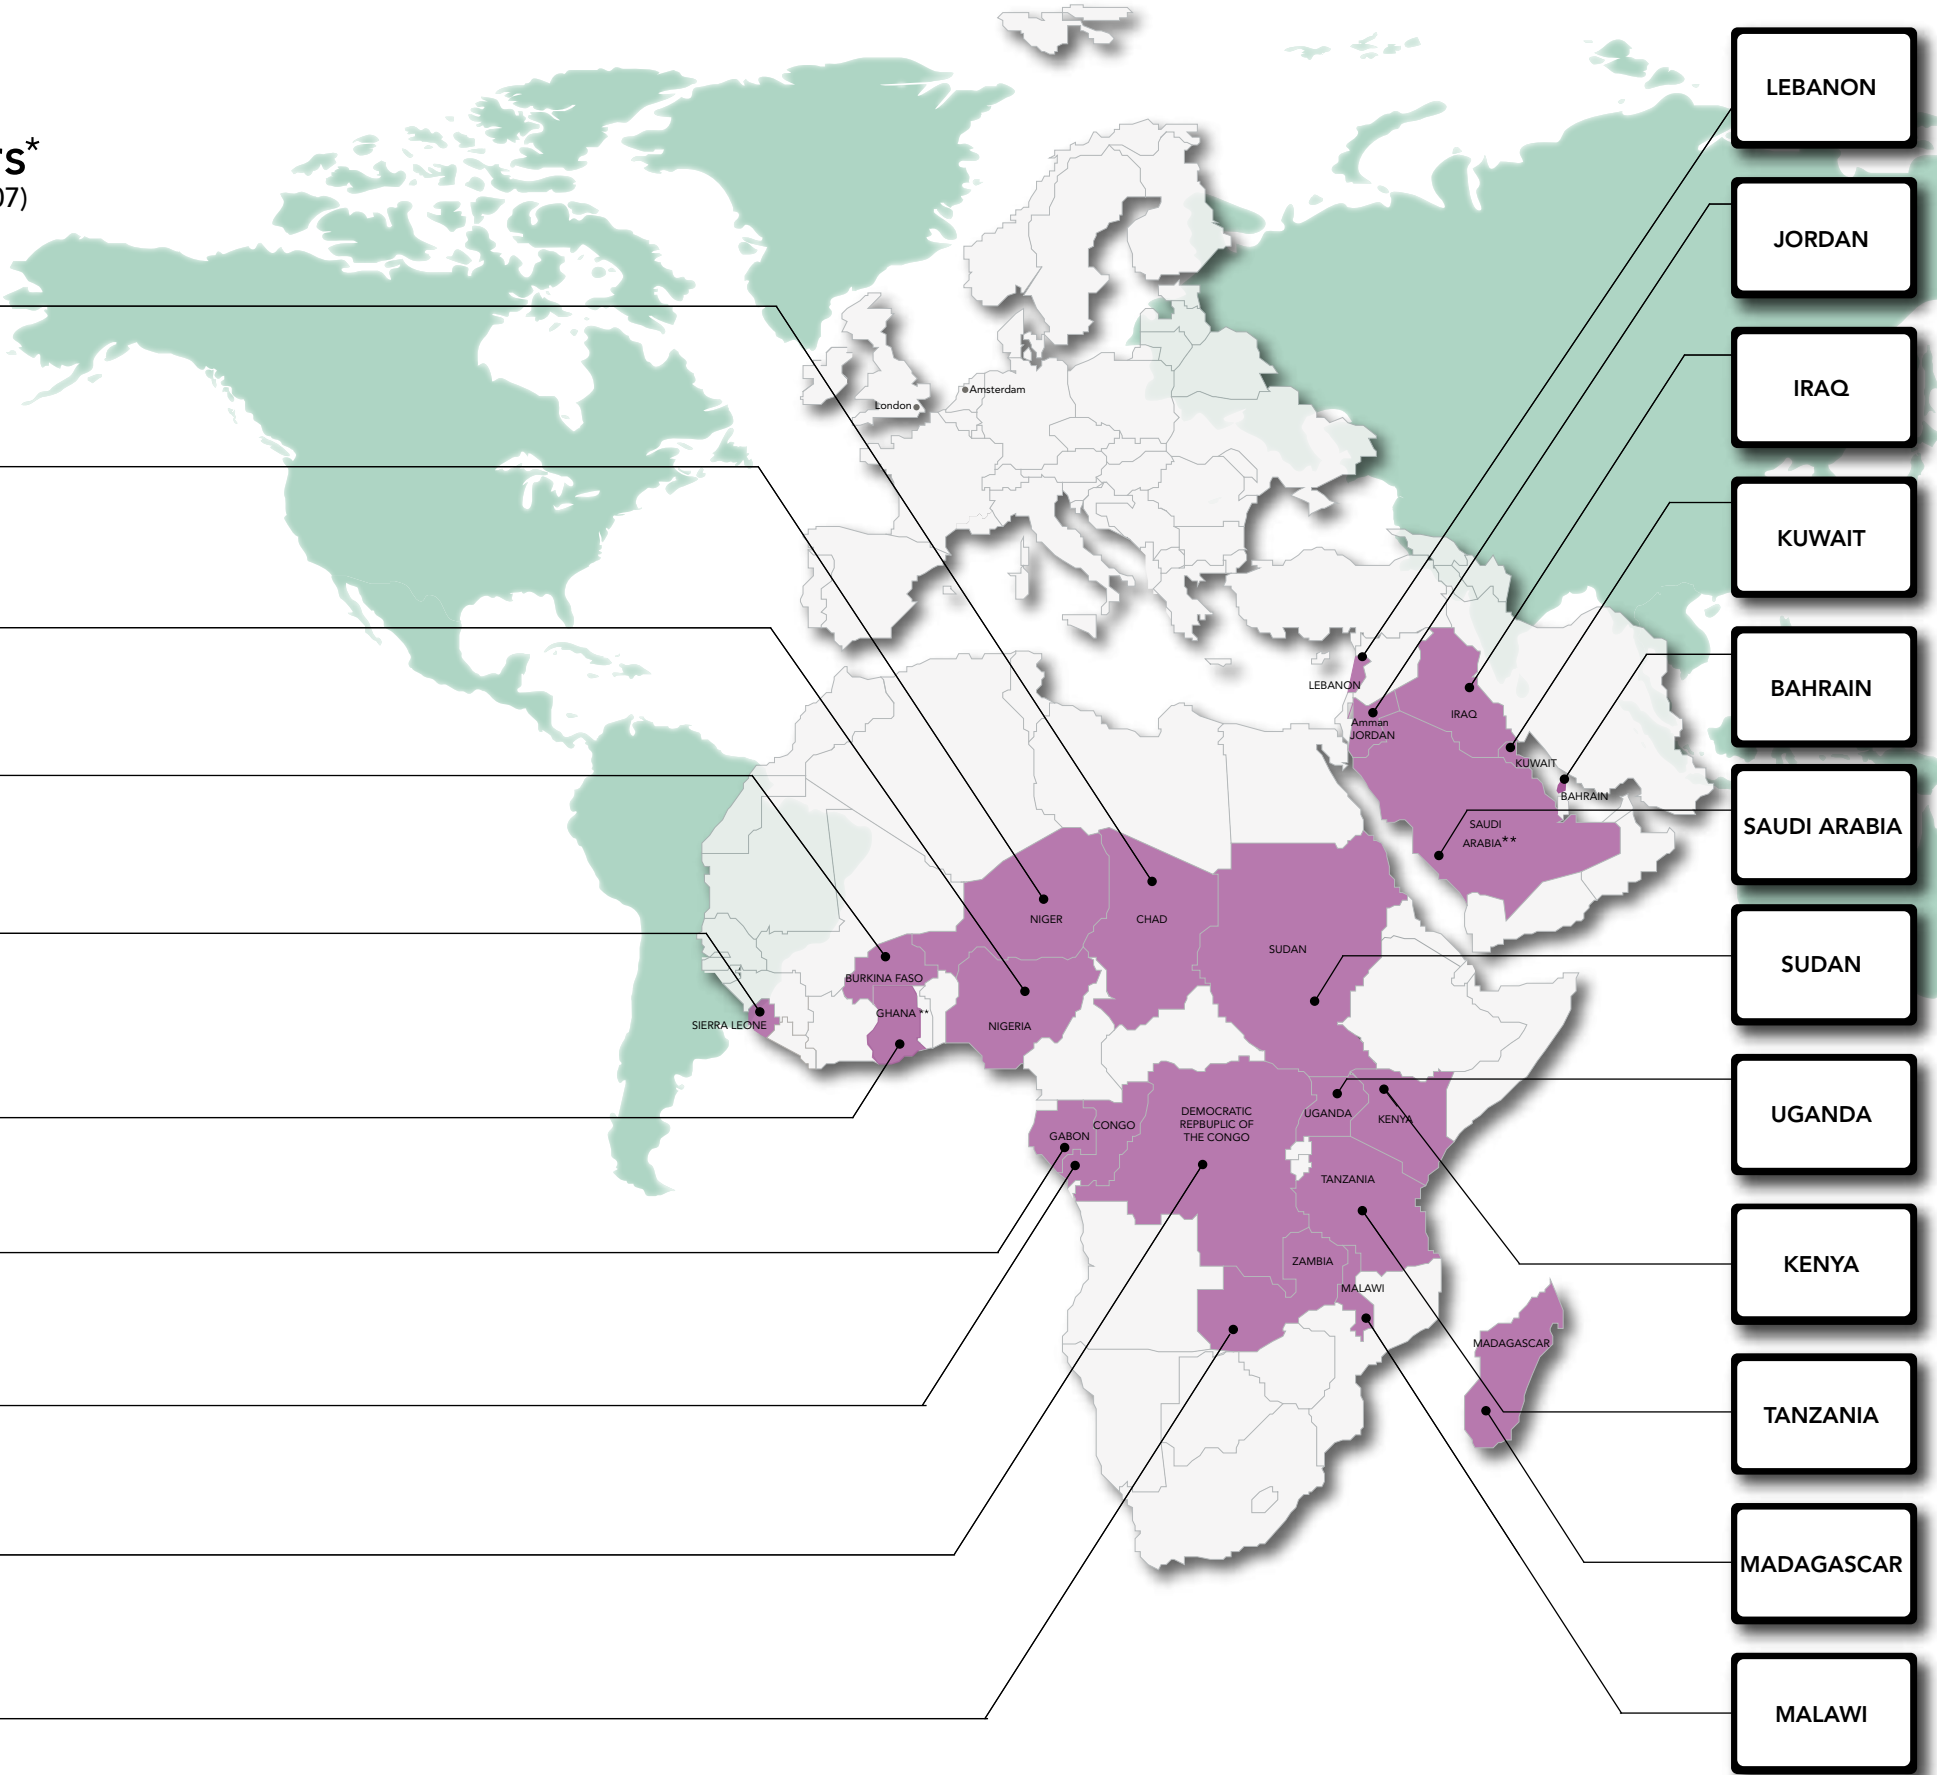 rs*
07)
LEBANON
JORDAN
IRAQ
KUWAIT
BAHRAIN
SAUDI ARABIA
SUDAN
UGANDA
KENYA
TANZANIA
MADAGASCAR
MALAWI
Amsterdam
London
LEBANON
Amman
JORDAN
IRAQ
KUWAIT
BAHRAIN
SAUDI
ARABIA**
NIGER
CHAD
SUDAN
BURKINA FASO
GHANA **
SIERRA LEONE
NIGERIA
GABON
CONGO
DEMOCRATIC
REPBUPLIC OF
THE CONGO
UGANDA
KENYA
TANZANIA
ZAMBIA
MALAWI
MADAGASCAR